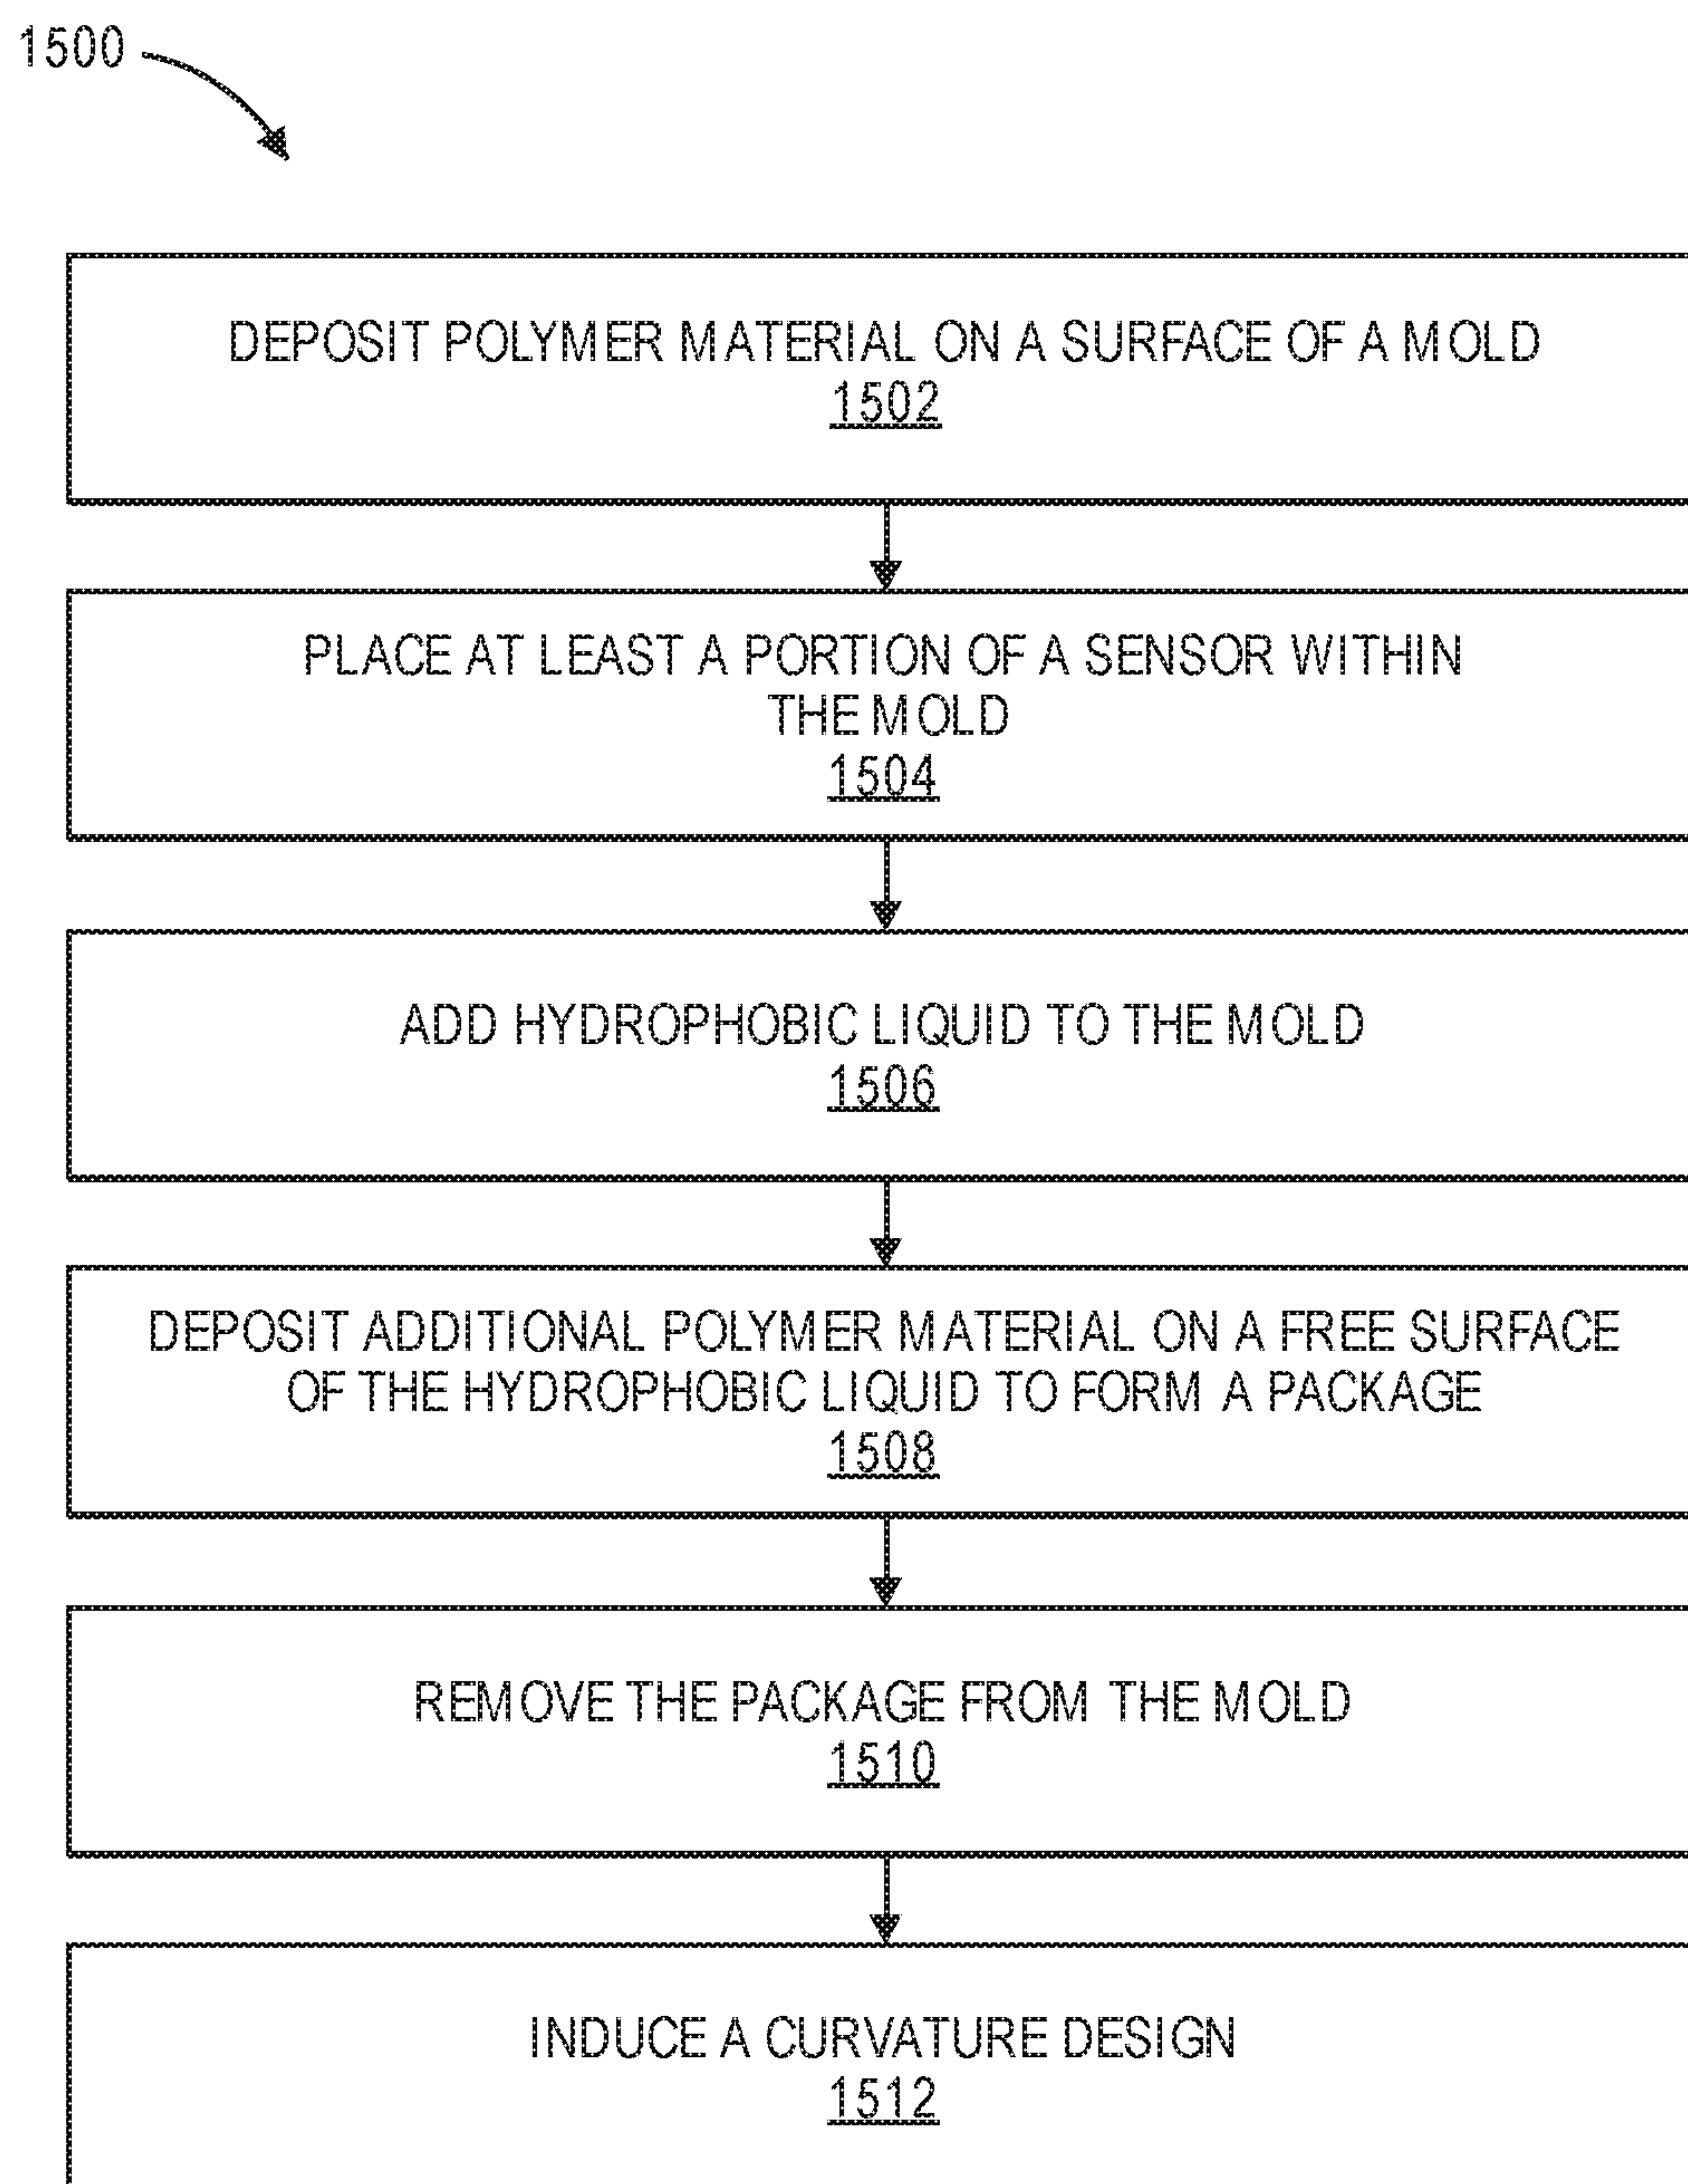 1500
DEPOSIT POLYMER MATERIAL ON A SURFACE OF A MOLD
1502
PLACE AT LEAST A PORTION OF A SENSOR WITHIN
THE MOLD
1504
ADD HYDROPHOBIC LIQUID TO THE MOLD
1506
DEPOSIT ADDITIONAL POLYMER MATERIAL ON A FREE SURFACE
OF THE HYDROPHOBIC LIQUID TO FORM A PACKAGE
1508
REMOVE THE PACKAGE FROM THE MOLD
1510
INDUCE A CURVATURE DESIGN
1512